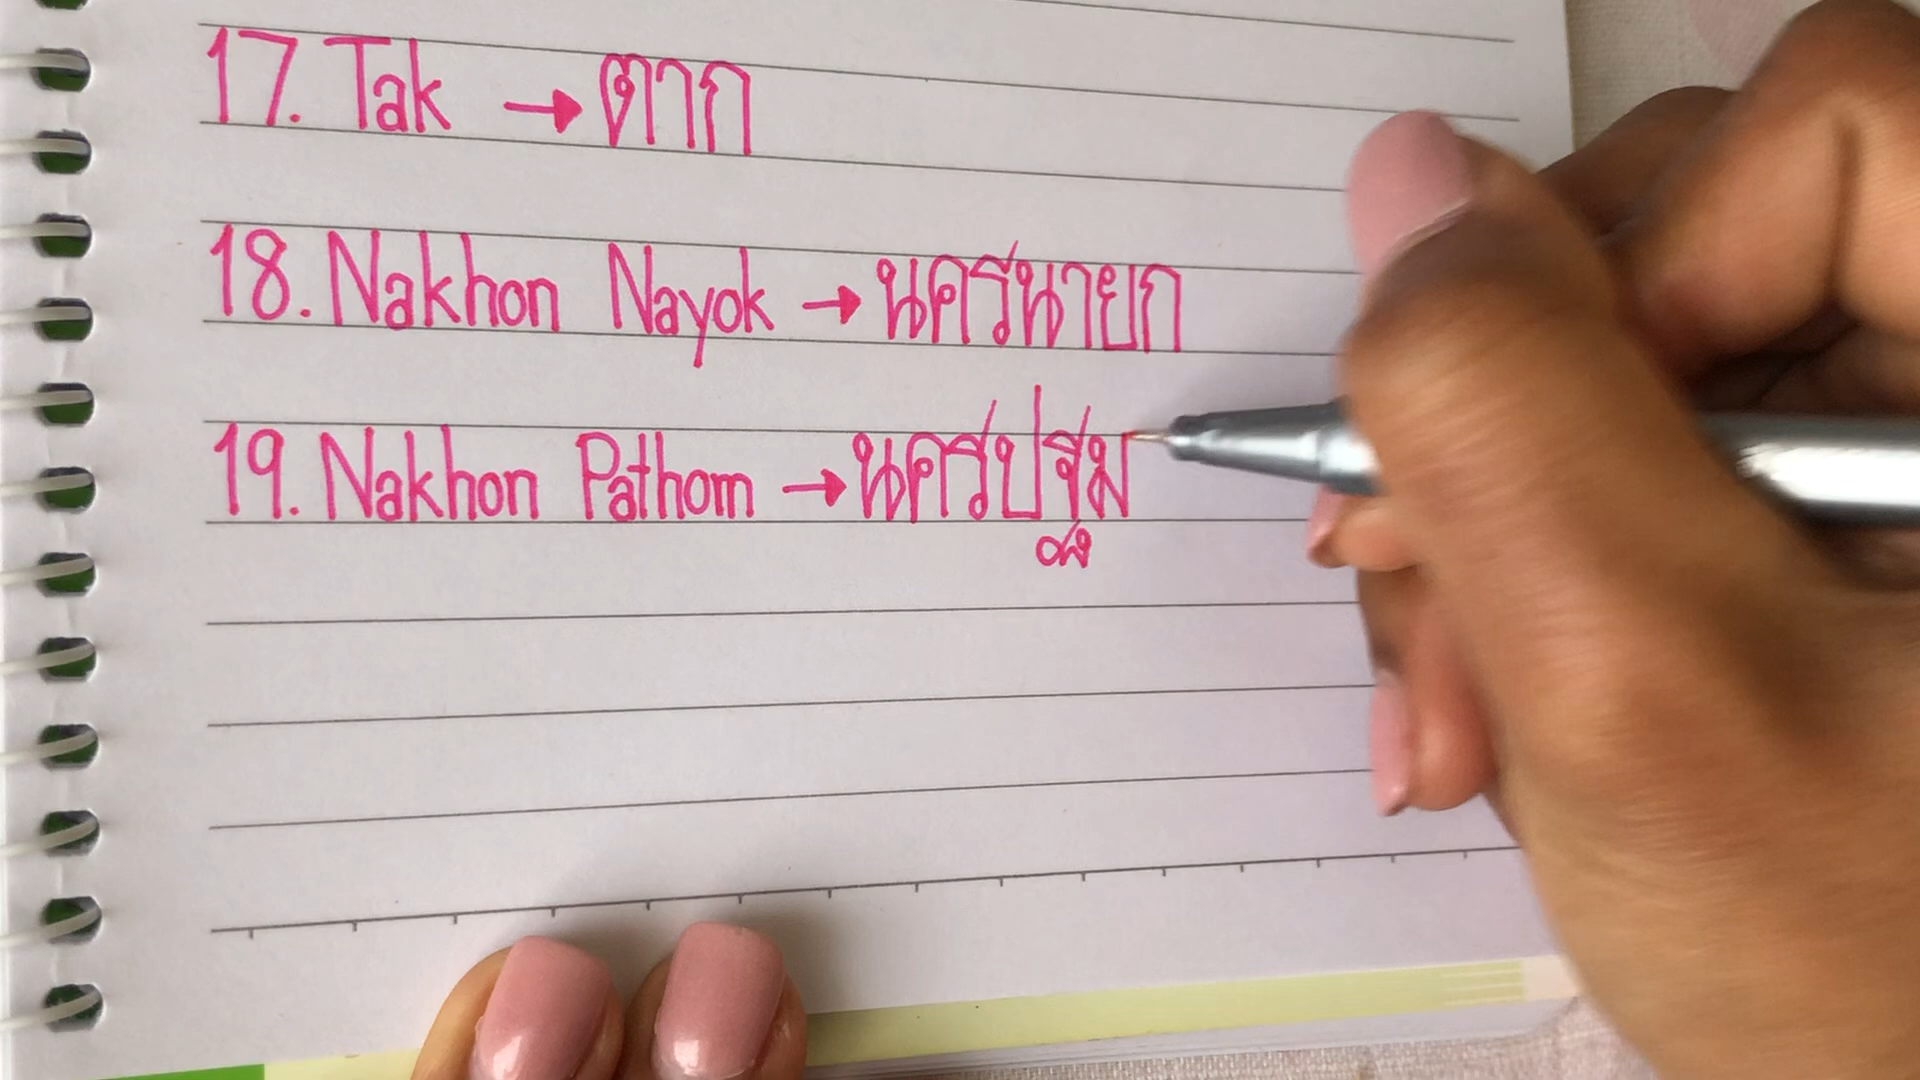 17. Tak → ตาก
18. Nakhon Nayok → นครนายก
19. Nakhon Pathom → นครปฐม